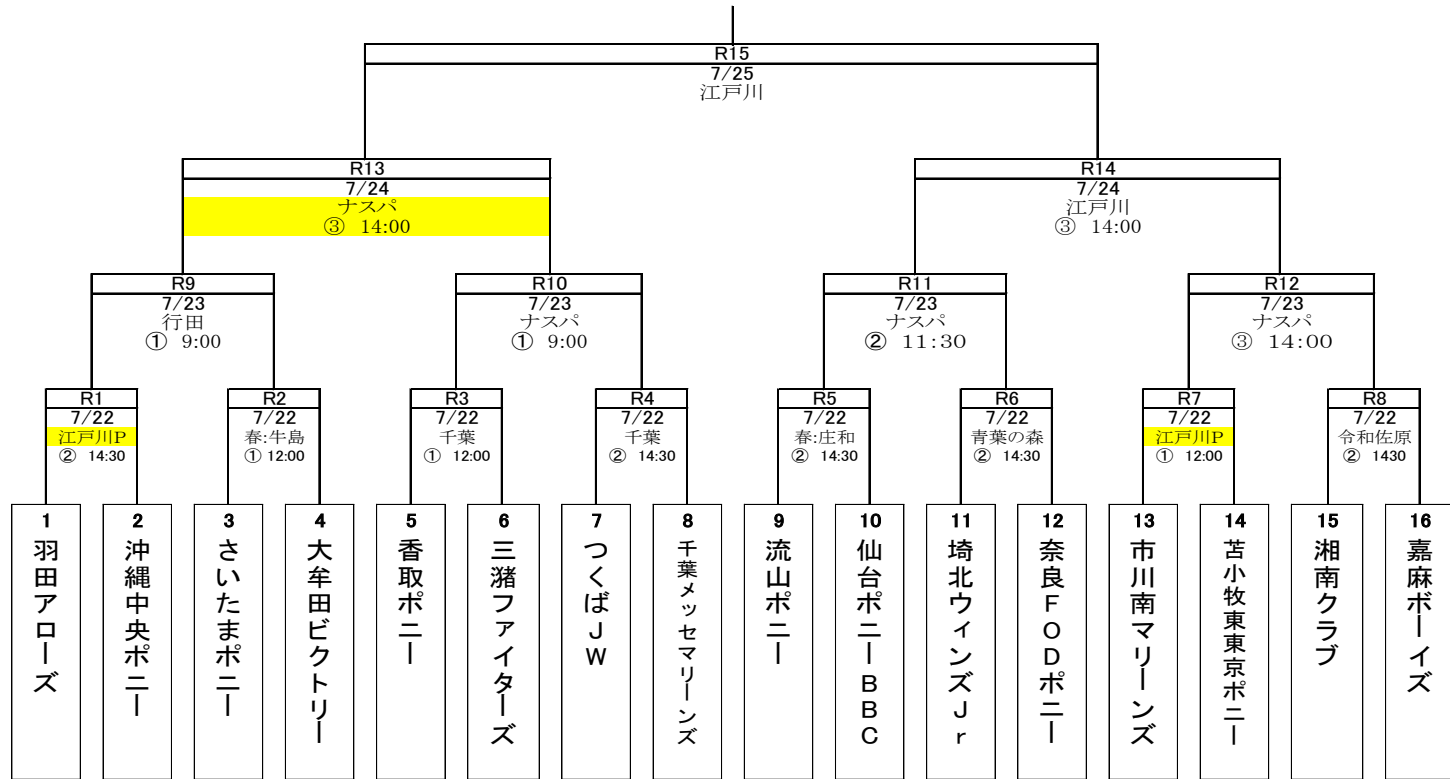 R15
7/25
江戸川
R13
7/24
ナスパ
③ 14:00
R14
7/24
江戸川
③ 14:00
R9
7/23
行田
① 9:00
R10
7/23
ナスパ
① 9:00
R11
7/23
ナスパ
② 11:30
R12
7/23
ナスパ
③ 14:00
R1
7/22
江戸川P
② 14:30
R2
7/22
春:牛島
① 12:00
R3
7/22
千葉
① 12:00
R4
7/22
千葉
② 14:30
R5
7/22
春:庄和
② 14:30
R6
7/22
青葉の森
② 14:30
R7
7/22
江戸川P
① 12:00
R8
7/22
令和佐原
② 1430
1
羽田アローズ
2
沖縄中央ポニー
3
さいたまポニー
4
大牟田ビクトリー
5
香取ポニー
6
三潴ファイターズ
7
つくばJW
8
千葉メッセマリーンズ
9
流山ポニー
10
仙台ポニーBBC
11
埼北ウィンズJr
12
奈良FODポニー
13
市川南マリーンズ
14
苫小牧東東京ポニー
15
湘南クラブ
16
嘉麻ボーイズ